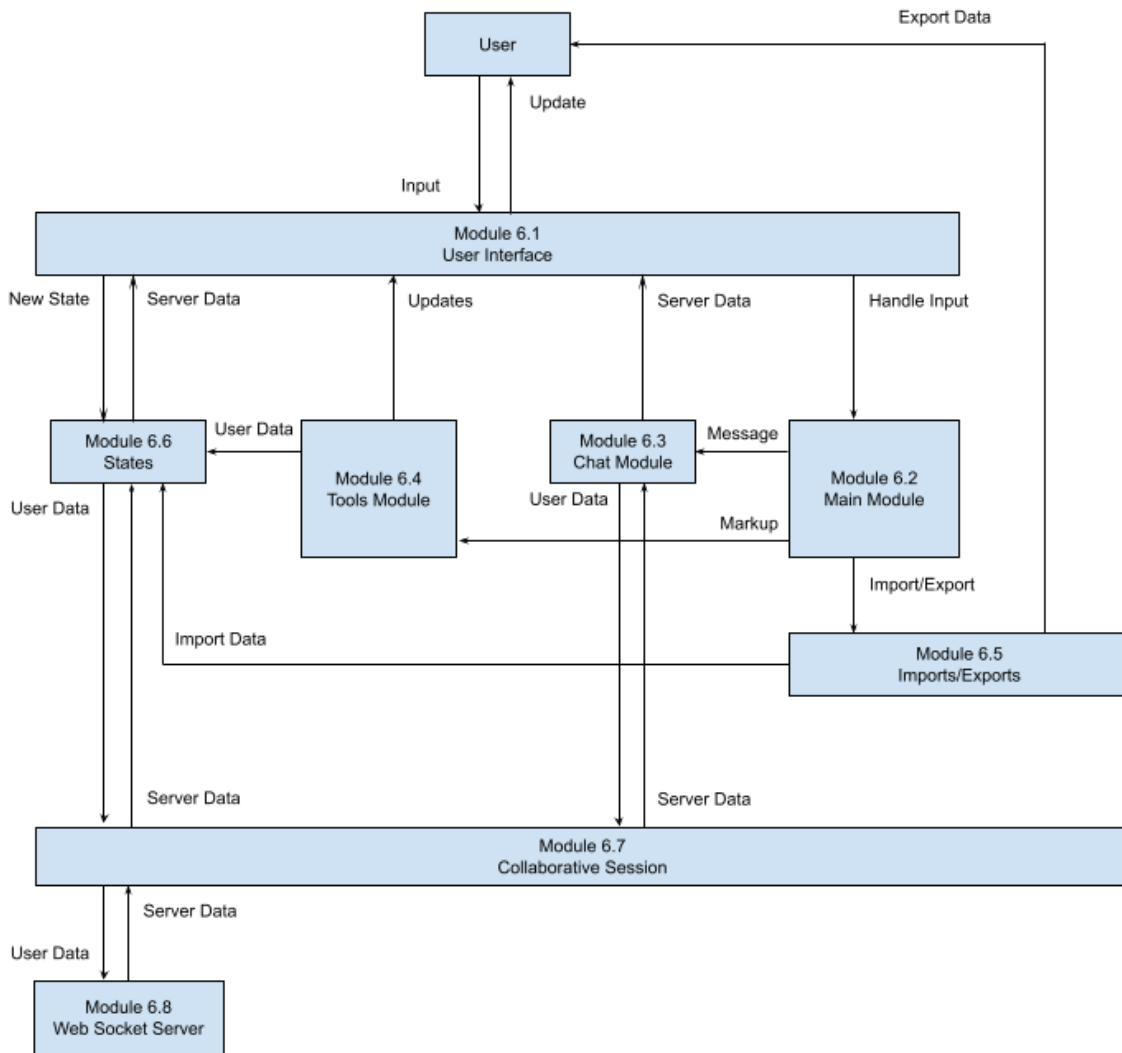 Export Data
User
Update
Input
Module 6.1
User Interface
New State
Server Data
Updates
Server Data
Handle Input
Module 6.6
States
User Data
Module 6.4
Tools Module
Module 6.3
Chat Module
Message
Module 6.2
Main Module
User Data
User Data
Markup
Import/Export
Import Data
Module 6.5
Imports/Exports
Server Data
Server Data
Module 6.7
Collaborative Session
Server Data
User Data
Module 6.8
Web Socket Server